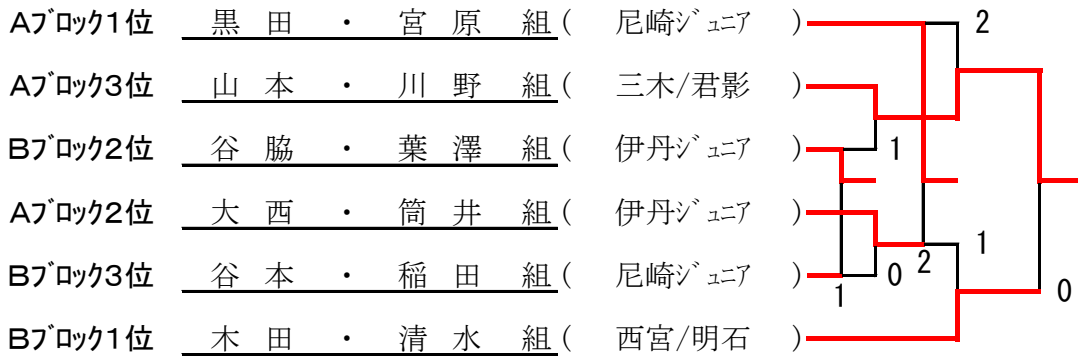 Aブロック1位 黒田・宮原組(尼崎ジュニア) 2
Aブロック3位 山本・川野組(三木/君影)
Bブロック2位 谷脇・葉澤組(伊丹ジュニア) 1
Aブロック2位 大西・筒井組(伊丹ジュニア) 1
Bブロック3位 谷本・稲田組(尼崎ジュニア) 1 0 2 0
Bブロック1位 木田・清水組(西宮/明石)